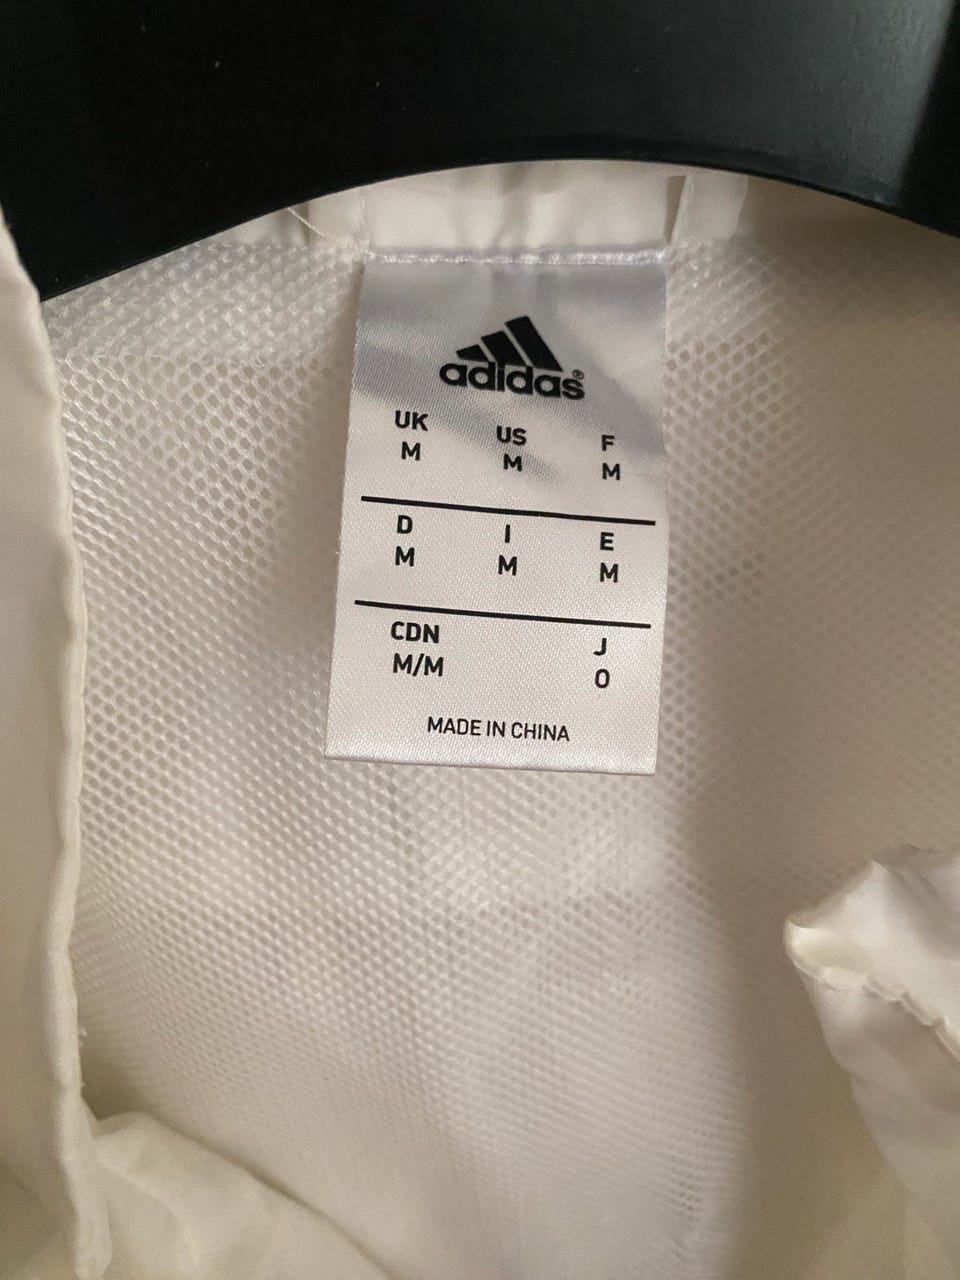 adidas®
UK US F
M M M
D I E
M M M
CDN J
M/M O
MADE IN CHINA